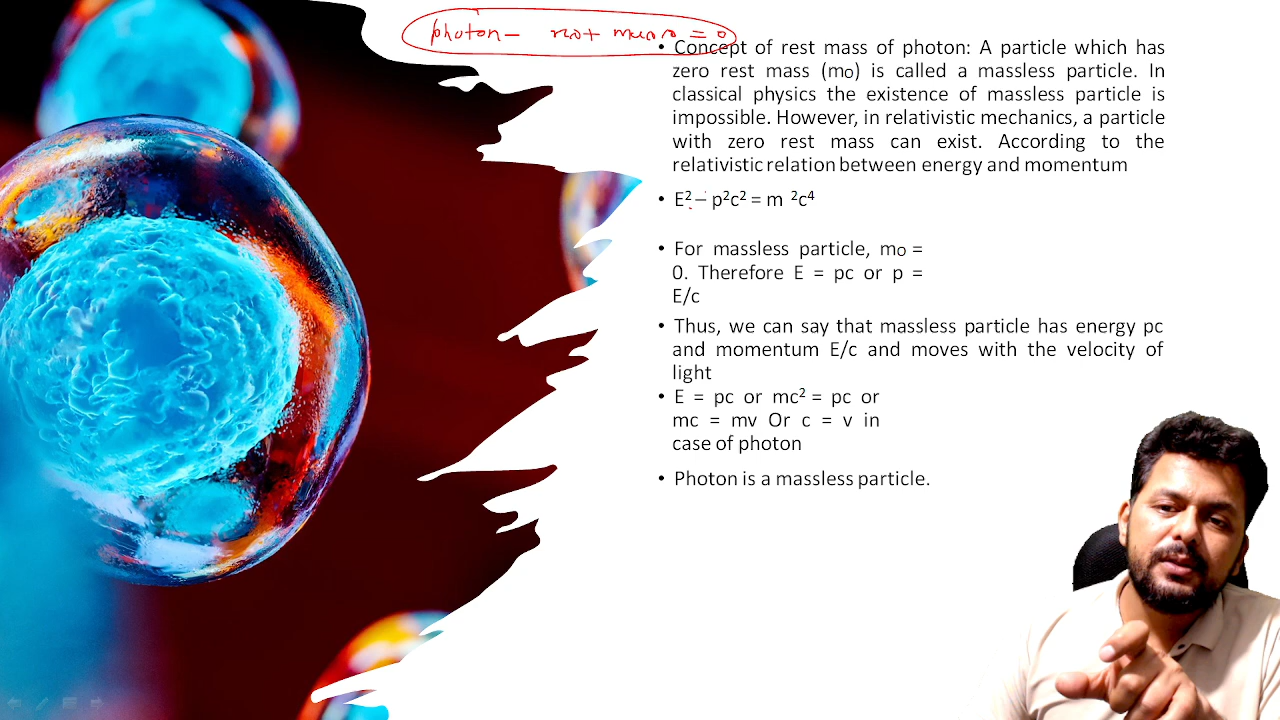 photon - rest mass = 0
• Concept of rest mass of photon: A particle which has
zero rest mass (mo) is called a massless particle. In
classical physics the existence of massless particle is
impossible. However, in relativistic mechanics, a particle
with zero rest mass can exist. According to the
relativistic relation between energy and momentum
• E² – p²c² = m ²c⁴
• For massless particle, mo =
0. Therefore E = pc or p =
E/c
• Thus, we can say that massless particle has energy pc
and momentum E/c and moves with the velocity of
light
• E = pc or mc² = pc or
mc = mv Or c = v in
case of photon
• Photon is a massless particle.